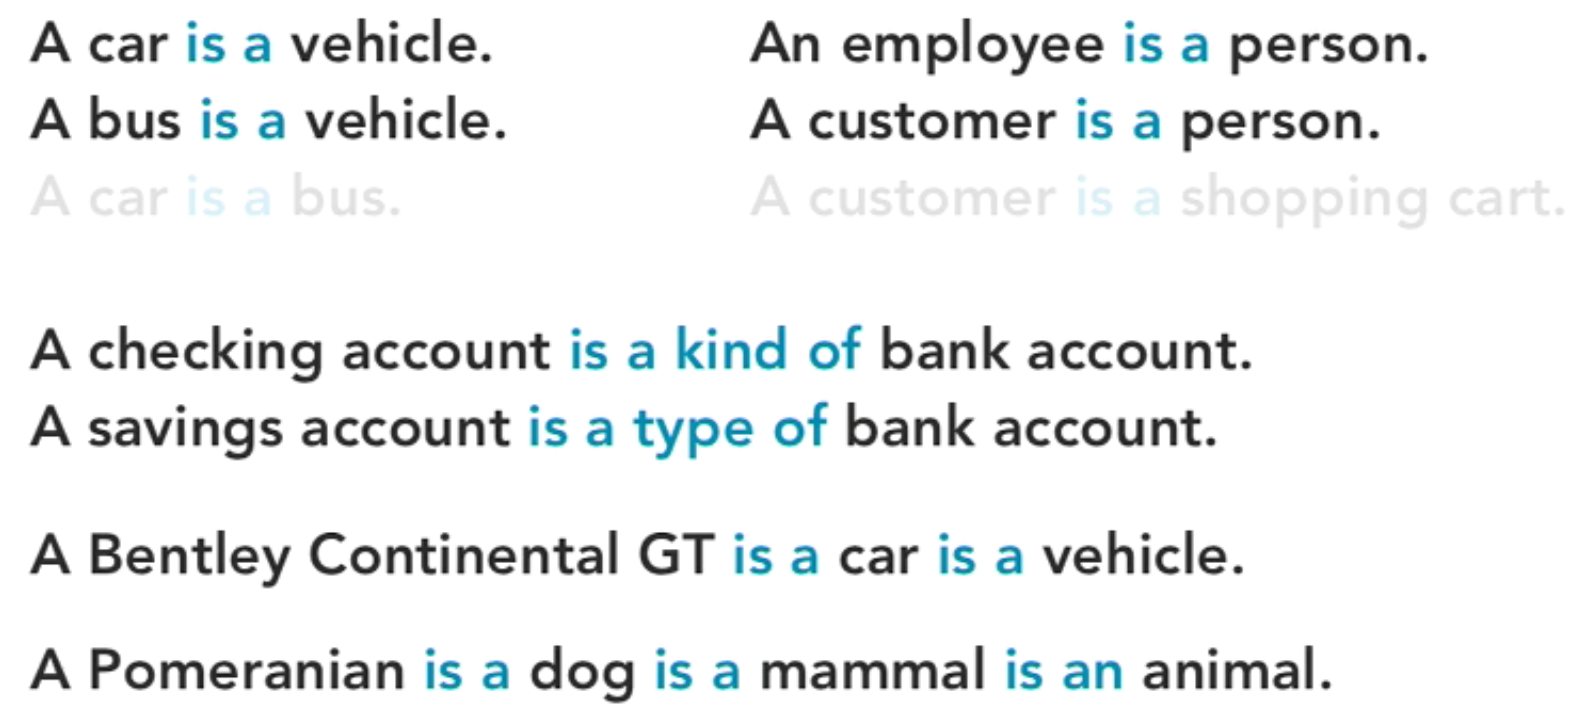 A car is a vehicle.
A bus is a vehicle.
A car is a bus.
An employee is a person.
A customer is a person.
A customer is a shopping cart.
A checking account is a kind of bank account.
A savings account is a type of bank account.
A Bentley Continental GT is a car is a vehicle.
A Pomeranian is a dog is a mammal is an animal.